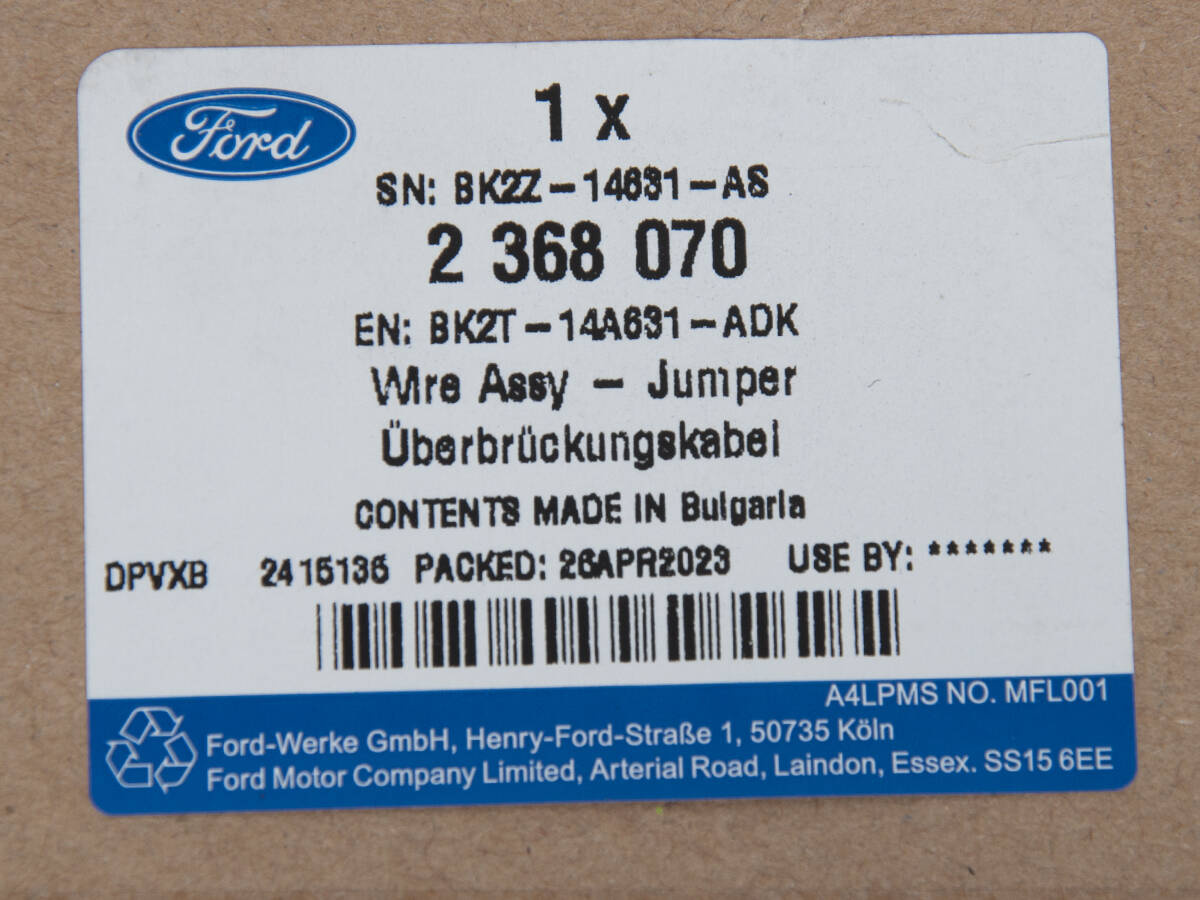 Ford
1 x
SN: BK2Z-14631-AS
2 368 070
EN: BK2T-14A631-ADK
Wire Assy - Jumper
Überbrückungskabel
CONTENTS MADE IN Bulgaria
DPVXB 2415135 PACKED: 26APR2023 USE BY: *******
A4LPMS NO. MFL001
Ford-Werke GmbH, Henry-Ford-Straße 1, 50735 Köln
Ford Motor Company Limited, Arterial Road, Laindon, Essex. SS15 6EE